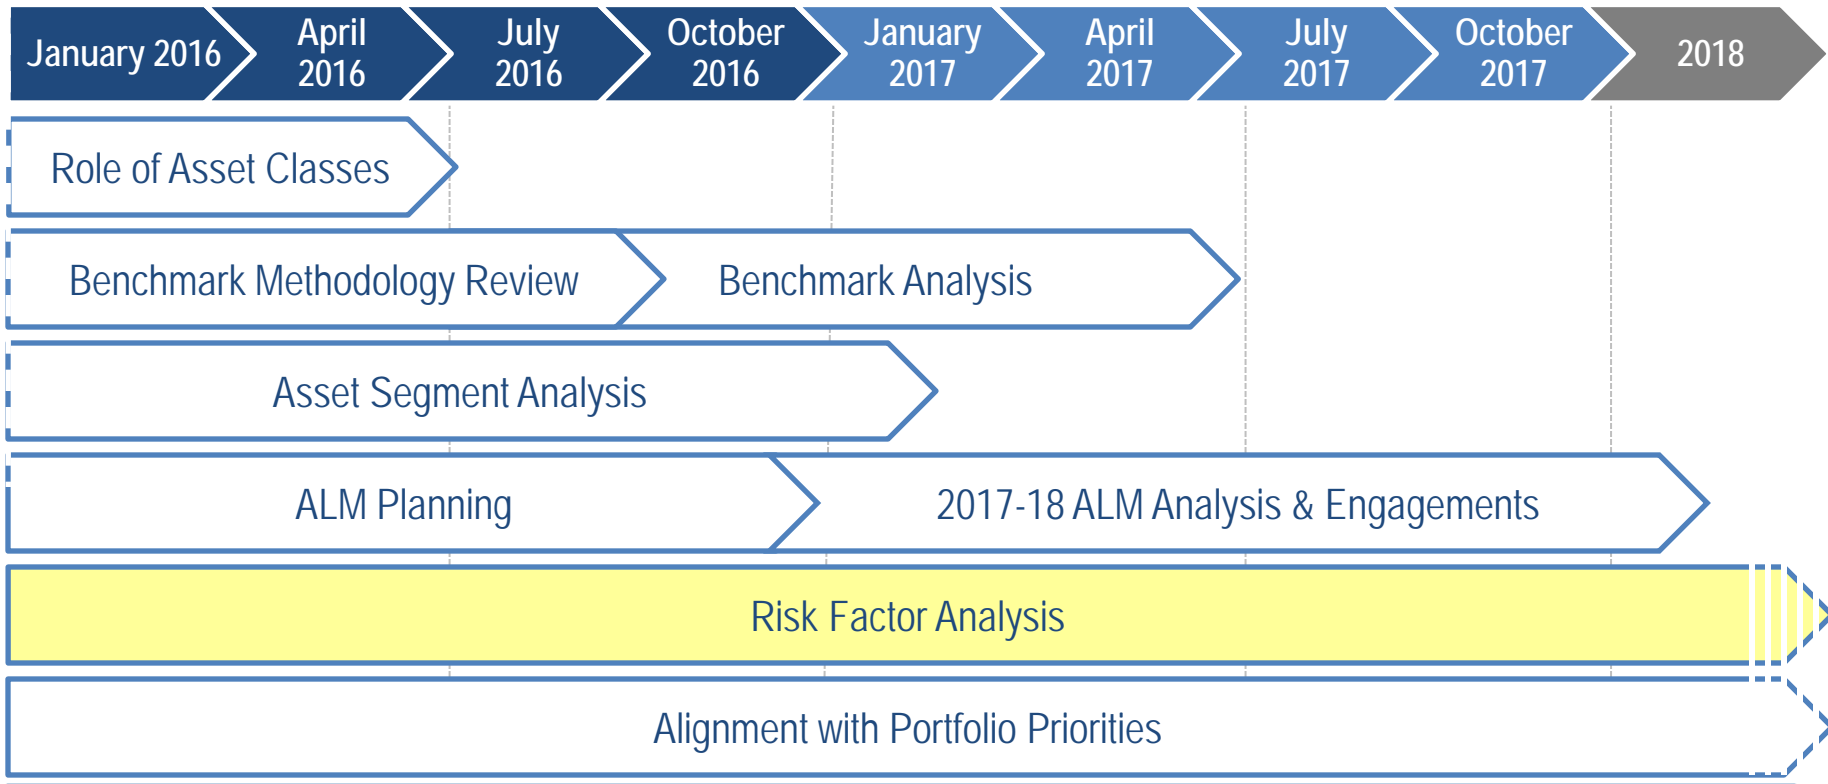 January 2016
April
2016
July
2016
October
2016
January
2017
April
2017
July
2017
October
2017
2018
Role of Asset Classes
Benchmark Methodology Review
Benchmark Analysis
Asset Segment Analysis
ALM Planning
2017-18 ALM Analysis & Engagements
Risk Factor Analysis
Alignment with Portfolio Priorities